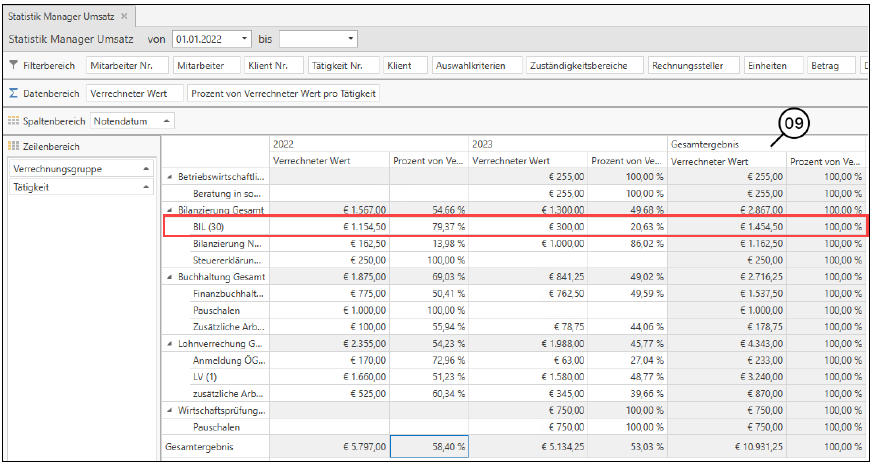 Statistik Manager Umsatz ×
Statistik Manager Umsatz von 01.01.2022 bis
Filterbereich Mitarbeiter Nr. Mitarbeiter Klient Nr. Tätigkeit Nr. Klient Auswahlkriterien Zuständigkeitsbereiche Rechnungssteller Einheiten Betrag
Datenbereich Verrechneter Wert Prozent von Verrechneter Wert pro Tätigkeit
Spaltenbereich Notendatum
09
Zeilenbereich
Verrechnungsgruppe
Tätigkeit
2022 2023 Gesamtergebnis
Verrechneter Wert Prozent von Ve... Verrechneter Wert Prozent von Ve... Verrechneter Wert Prozent von Ve...
Betriebswirtschaftli... € 255,00 100,00 % € 255,00 100,00 %
Beratung in so... € 255,00 100,00 % € 255,00 100,00 %
Bilanzierung Gesamt € 1.567,00 54,66 % € 1.300,00 49,68 % € 2.867,00 100,00 %
BIL (30) € 1.154,50 79,37 % € 300,00 20,63 % € 1.454,50 100,00 %
Bilanzierung N... € 162,50 13,98 % € 1.000,00 86,02 % € 1.162,50 100,00 %
Steuererklärun... € 250,00 100,00 % € 250,00 100,00 %
Buchhaltung Gesamt € 1.875,00 69,03 % € 841,25 49,02 % € 2.716,25 100,00 %
Finanzbuchhalt... € 775,00 50,41 % € 762,50 49,59 % € 1.537,50 100,00 %
Pauschalen € 1.000,00 100,00 % € 1.000,00 100,00 %
Zusätzliche Arb... € 100,00 55,94 % € 78,75 44,06 % € 178,75 100,00 %
Lohnverrechung G... € 2.355,00 54,23 % € 1.988,00 45,77 % € 4.343,00 100,00 %
Anmeldung ÖG... € 170,00 72,96 % € 63,00 27,04 % € 233,00 100,00 %
LV (1) € 1.660,00 51,23 % € 1.580,00 48,77 % € 3.240,00 100,00 %
zusätzliche Arb... € 525,00 60,34 % € 345,00 39,66 % € 870,00 100,00 %
Wirtschaftsprüfung... € 750,00 100,00 % € 750,00 100,00 %
Pauschalen € 750,00 100,00 % € 750,00 100,00 %
Gesamtergebnis € 5.797,00 58,40 % € 5.134,25 53,03 % € 10.931,25 100,00 %